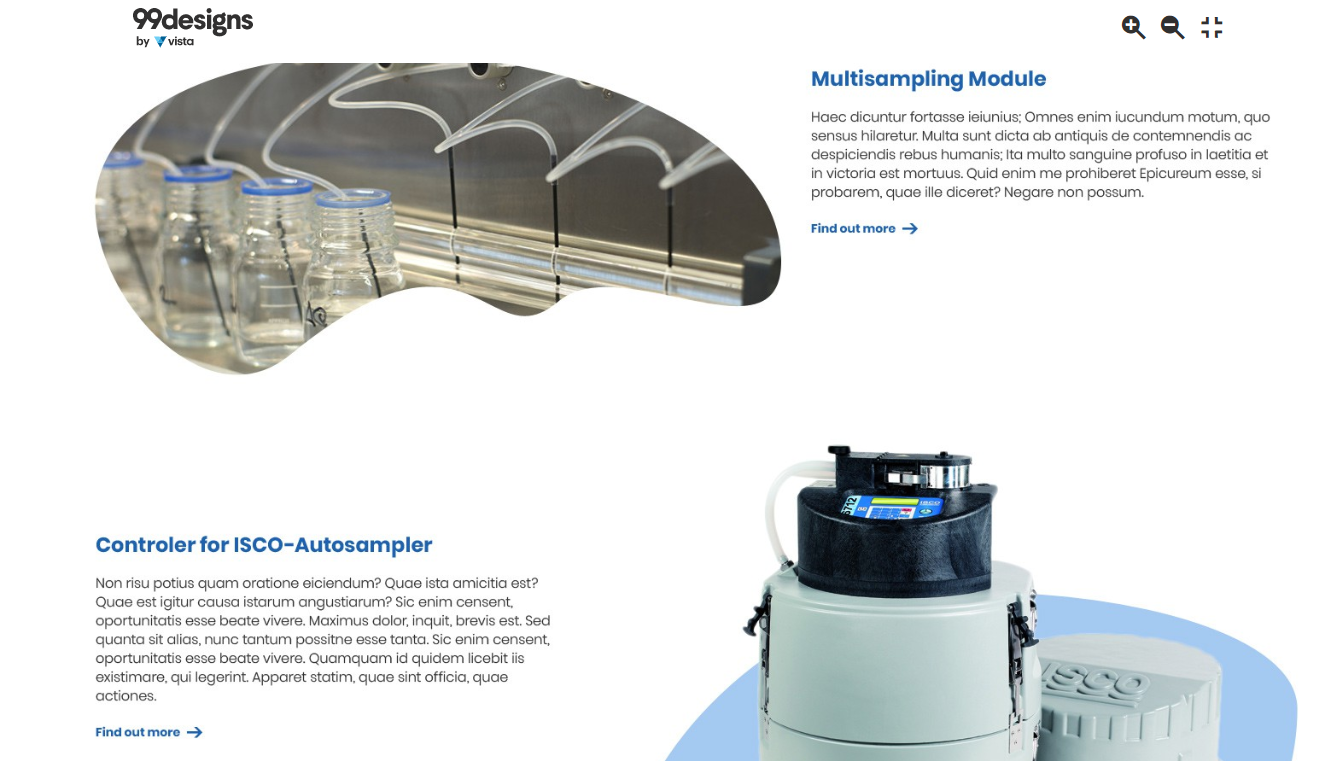 99designs
by vista
Multisampling Module
Haec dicuntur fortasse ieiunius; Omnes enim iucundum motum, quo
sensus hilaretur. Multa sunt dicta ab antiquis de contemnendis ac
despiciendis rebus humanis; Ita multo sanguine profuso in laetitia et
in victoria est mortuus. Quid enim me prohiberet Epicureum esse, si
probarem, quae ille diceret? Negare non possum.
Find out more
Controler for ISCO-Autosampler
Non risu potius quam oratione eiciendum? Quae ista amicitia est?
Quae est igitur causa istarum angustiarum? Sic enim censent,
oportunitatis esse beate vivere. Maximus dolor, inquit, brevis est. Sed
quanta sit alias, nunc tantum possitne esse tanta. Sic enim censent,
oportunitatis esse beate vivere. Quamquam id quidem licebit iis
existimare, qui legerint. Apparet statim, quae sint officia, quae
actiones.
Find out more
3712
ISCO
ISCO